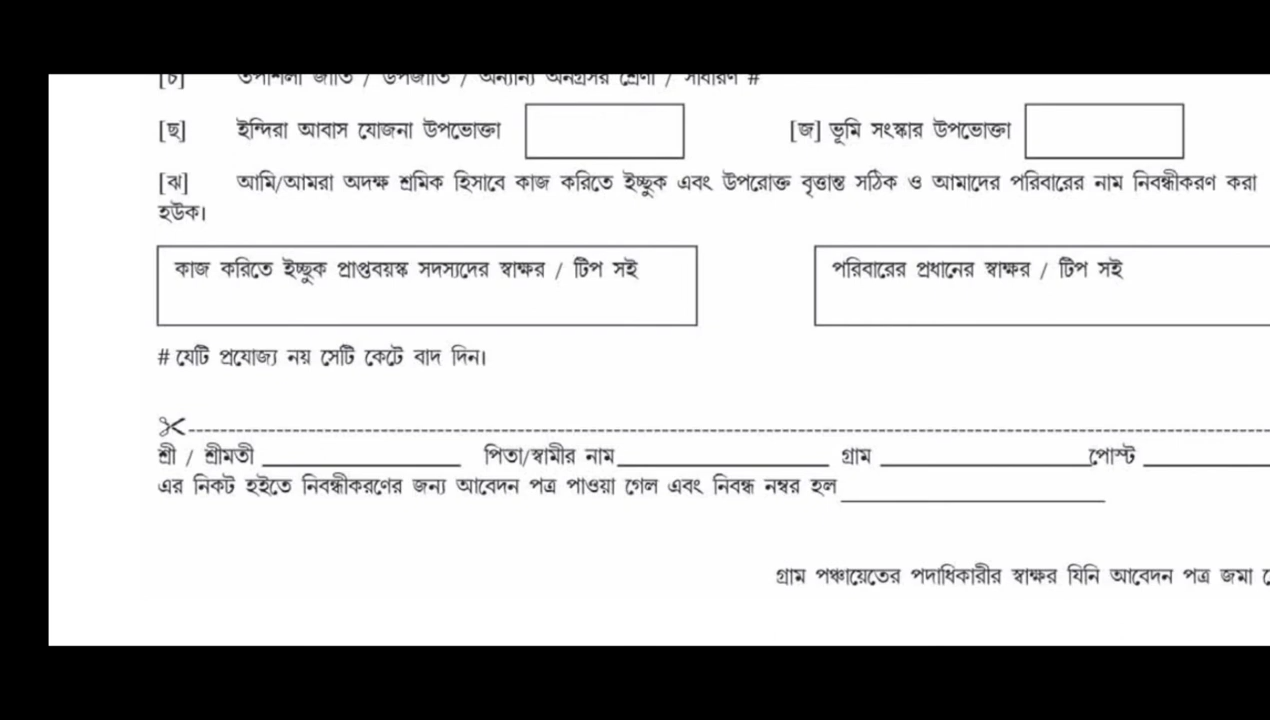 [চ] তপশিলী জাতি / উপজাতি / অন্যান্য অনগ্রসর শ্রেণী / সাধারণ #
[ছ] ইন্দিরা আবাস যোজনা উপভোক্তা [জ] ভূমি সংস্কার উপভোক্তা
[ঝ] আমি/আমরা অদক্ষ শ্রমিক হিসাবে কাজ করিতে ইচ্ছুক এবং উপরোক্ত বৃত্তান্ত সঠিক ও আমাদের পরিবারের নাম নিবন্ধীকরণ করা
হউক।
কাজ করিতে ইচ্ছুক প্রাপ্তবয়স্ক সদস্যদের স্বাক্ষর / টিপ সই পরিবারের প্রধানের স্বাক্ষর / টিপ সই
# যেটি প্রযোজ্য নয় সেটি কেটে বাদ দিন।
শ্রী / শ্রীমতী ____________ পিতা/স্বামীর নাম ____________ গ্রাম ____________ পোস্ট ________
এর নিকট হইতে নিবন্ধীকরণের জন্য আবেদন পত্র পাওয়া গেল এবং নিবন্ধ নম্বর হল ________________
গ্রাম পঞ্চায়েতের পদাধিকারীর স্বাক্ষর যিনি আবেদন পত্র জমা